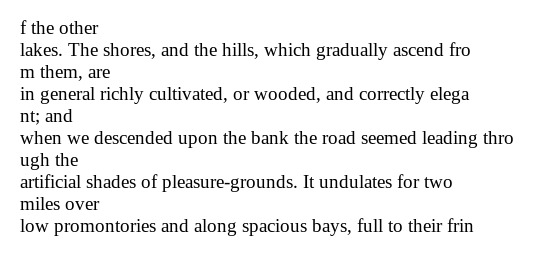 f the other
lakes. The shores, and the hills, which gradually ascend fro
m them, are
in general richly cultivated, or wooded, and correctly elega
nt; and
when we descended upon the bank the road seemed leading thro
ugh the
artificial shades of pleasure-grounds. It undulates for two
miles over
low promontories and along spacious bays, full to their frin